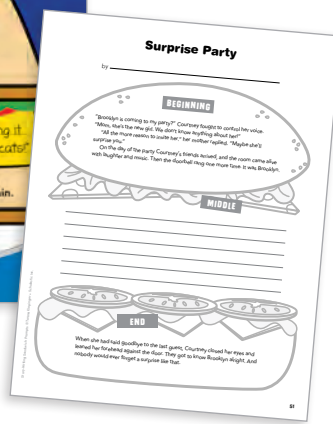 ng it.
cats!"
in.
Surprise Party
by
BEGINNING
"Brooklyn is coming to my party?" Courtney fought to control her voice.
"Mom, she's the new girl. We don't know anything about her!"
"All the more reason to invite her," her mother replied. "Maybe she'll
surprise you."
On the day of the party Courtney's friends arrived, and the room came alive
with laughter and music. Then the doorbell rang one more time. It was Brooklyn.
MIDDLE
END
When she had said goodbye to the last guest, Courtney closed her eyes and
leaned her forehead against the door. They got to know Brooklyn alright. And
nobody would ever forget a surprise like that.
51